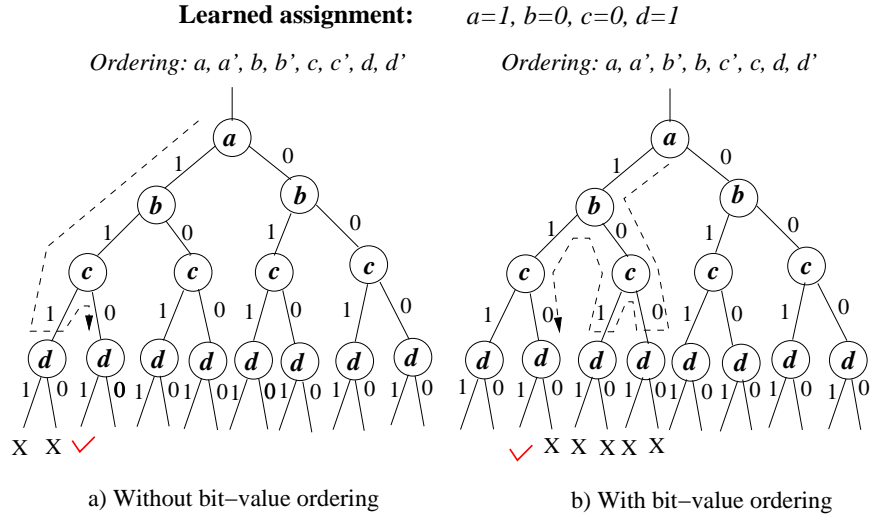 Learned assignment: a=1, b=0, c=0, d=1
Ordering: a, a’, b, b’, c, c’, d, d’ Ordering: a, a’, b’, b, c’, c, d, d’
a a
1 0 1 0
b b b b
1 0 1 0 1 0 1 0
c c c c c c c c
1 0 1 0 1 0 1 0 1 0 1 0 1 0 1 0
d d d d d d d d d d d d d d d d
1 0 1 0 1 0 1 0 1 0 1 0 1 0 1 0 1 0 1 0 1 0 1 0 1 0 1 0 1 0 1 0
X X X X X X X
a) Without bit−value ordering b) With bit−value ordering